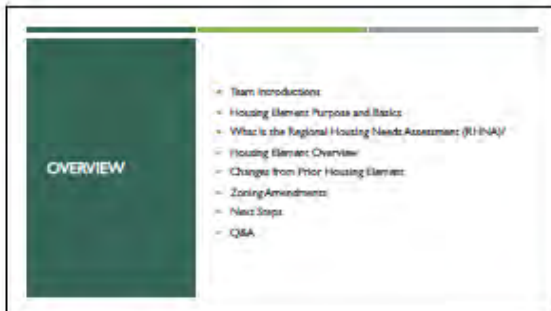 OVERVIEW
Team Introductions
Housing Element Purpose and Basics
What is the Regional Housing Needs Assessment (RHNA)?
Housing Element Overview
Changes from Prior Housing Element
Zoning Amendments
Next Steps
Q&A